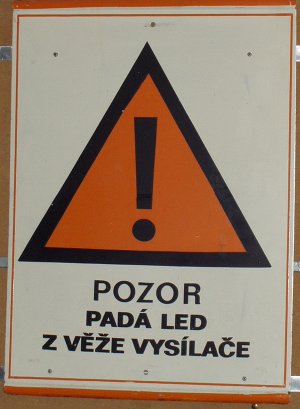 !
POZOR
PADÁ LED
Z VĚŽE VYSÍLAČE